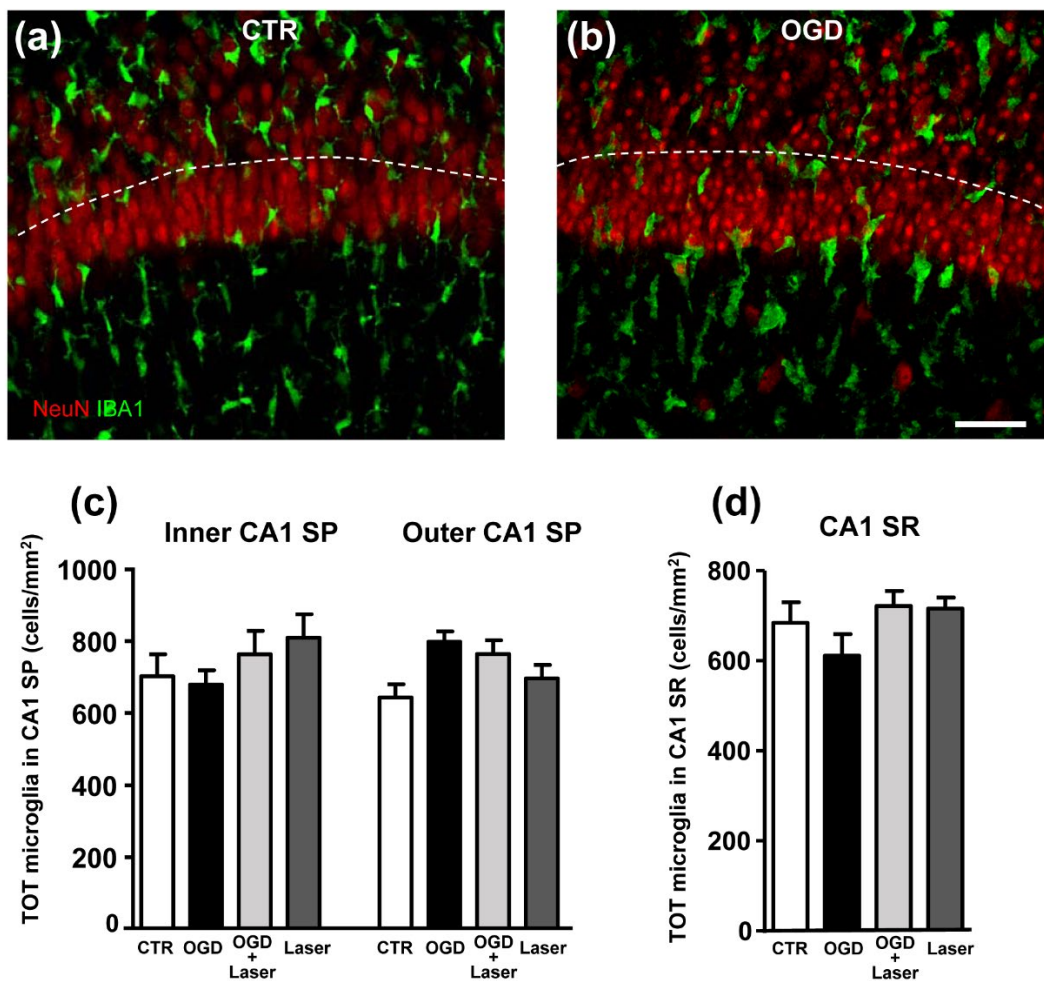 (a)
CTR
(b)
OGD
NeuN IBA1
(c)
Inner CA1 SP
Outer CA1 SP
TOT microglia in CA1 SP (cells/mm²)
1000
800
600
400
200
0
CTR
OGD
OGD
+
Laser
Laser
CTR
OGD
OGD
+
Laser
Laser
(d)
CA1 SR
TOT microglia in CA1 SR (cells/mm²)
800
600
400
200
0
CTR
OGD
OGD
+
Laser
Laser